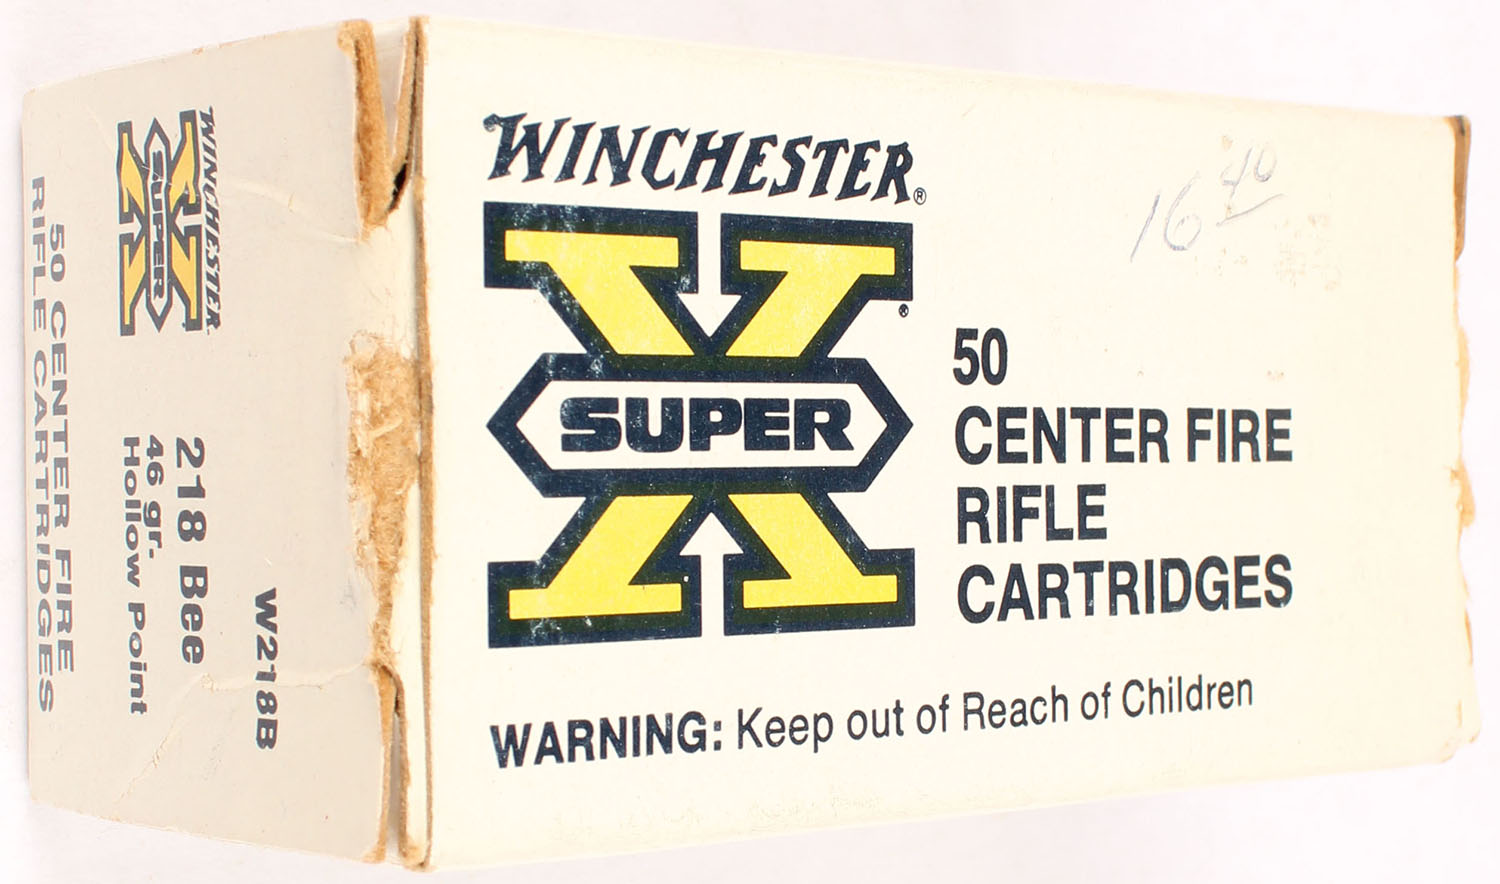 WINCHESTER®
SUPER X®
16 40
50
CENTER FIRE
RIFLE
CARTRIDGES
WARNING: Keep out of Reach of Children
WINCHESTER
SUPER X
50 CENTER FIRE
RIFLE CARTRIDGES
W218B
218 Bee
46 gr.
Hollow Point